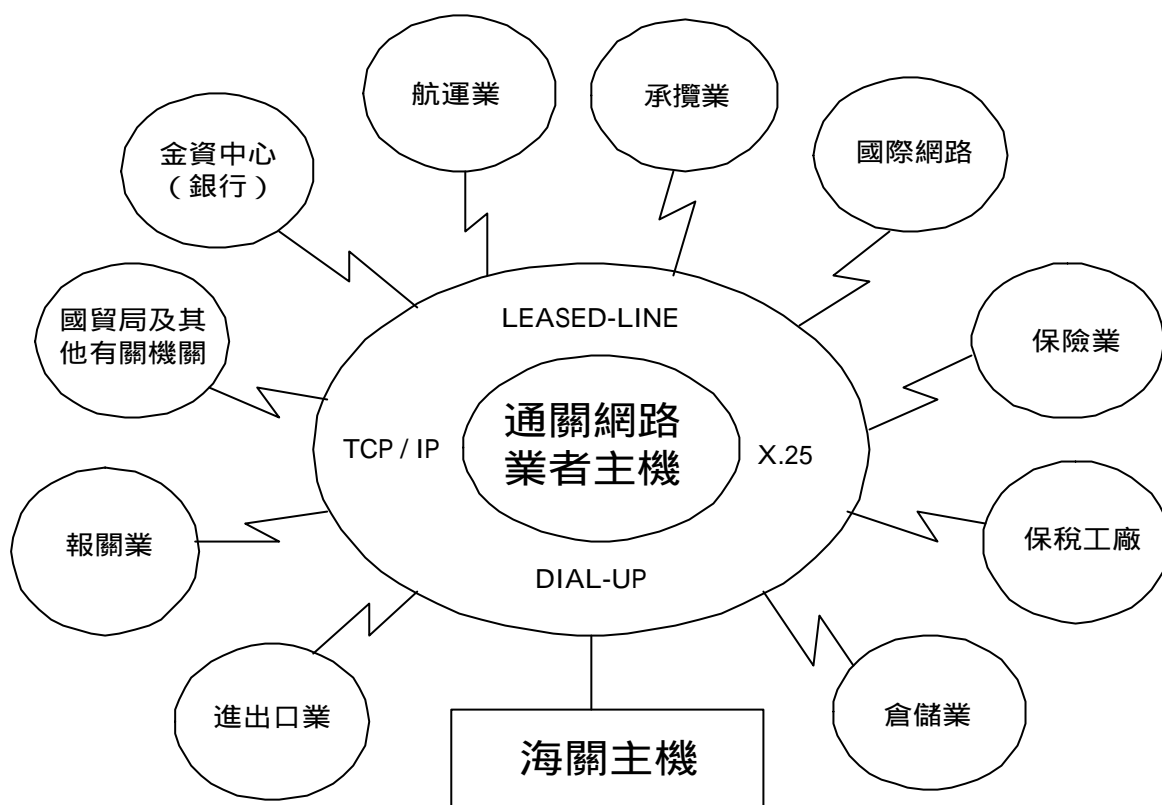 航運業
承攬業
金資中心
（銀行）
國際網路
國貿局及其
他有關機關
LEASED-LINE
保險業
通關網路
業者主機
TCP / IP
X.25
報關業
保稅工廠
DIAL-UP
進出口業
倉儲業
海關主機